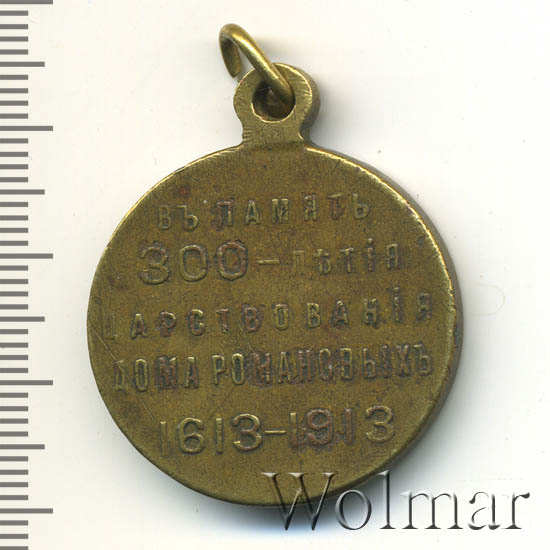 ВЪ ПАМЯТЬ
300-ЛѢТІЯ
ЦАРСТВОВАНІЯ
ДОМА РОМАНОВЫХЪ
1613-1913
Wolmar